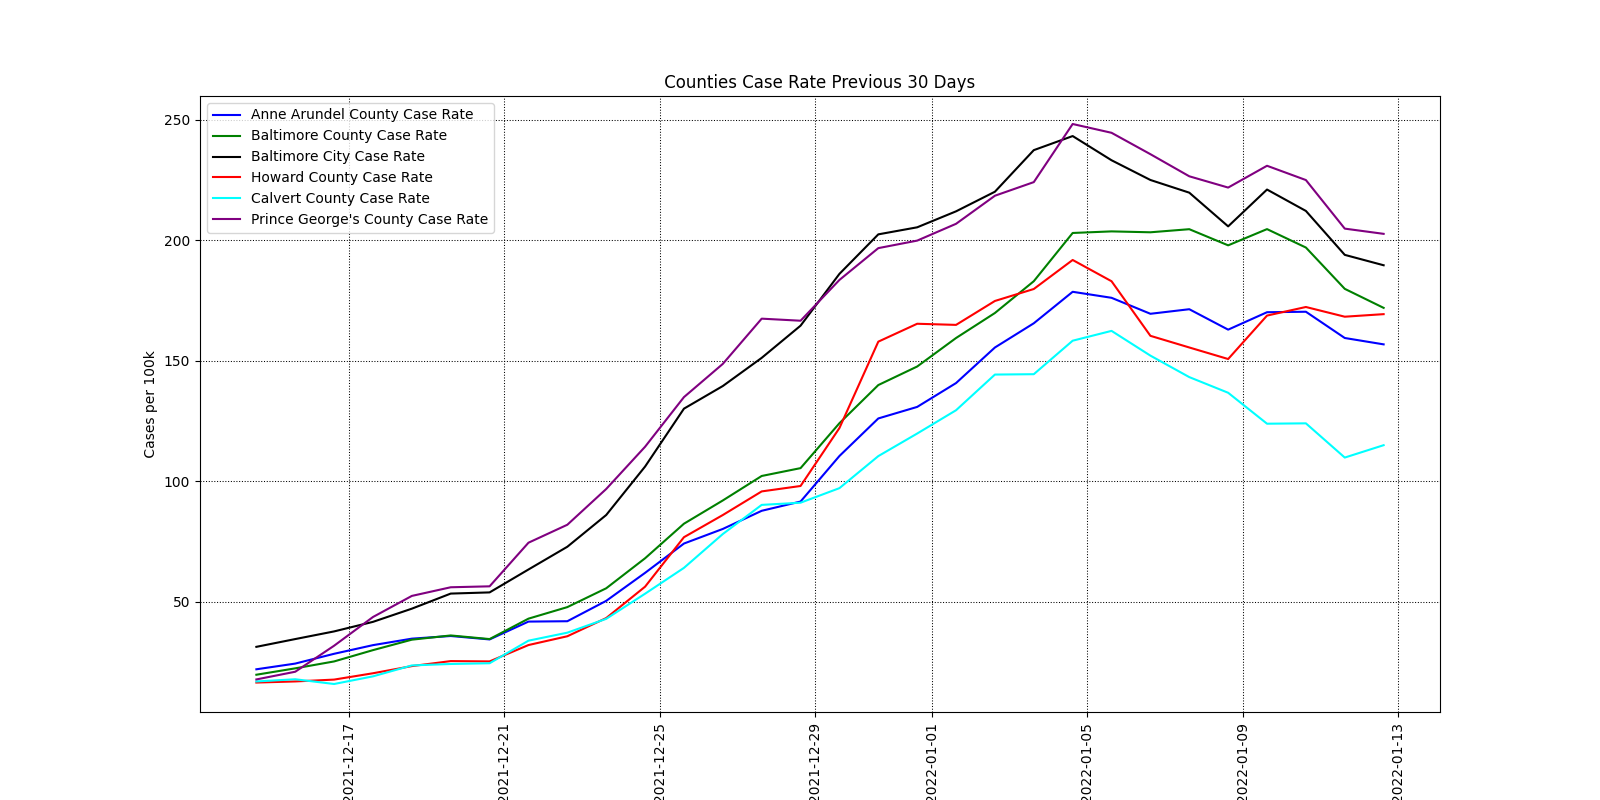 Counties Case Rate Previous 30 Days
Anne Arundel County Case Rate
Baltimore County Case Rate
Baltimore City Case Rate
Howard County Case Rate
Calvert County Case Rate
Prince George's County Case Rate
Cases per 100k
250
200
150
100
50
2021-12-17
2021-12-21
2021-12-25
2021-12-29
2022-01-01
2022-01-05
2022-01-09
2022-01-13